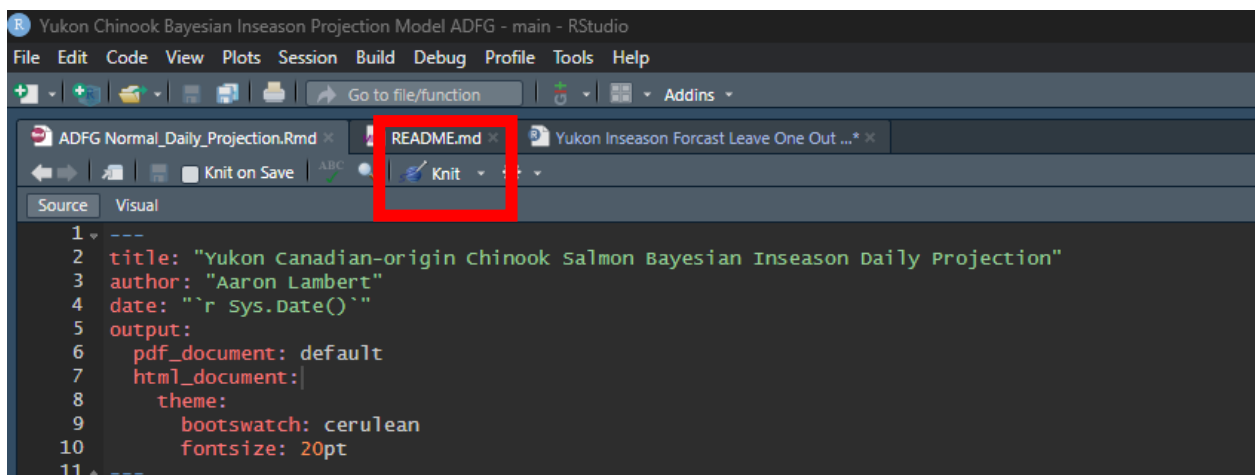 Yukon Chinook Bayesian Inseason Projection Model ADFG - main - RStudio
File Edit Code View Plots Session Build Debug Profile Tools Help
Go to file/function Addins
ADFG Normal_Daily_Projection.Rmd README.md Yukon Inseason Forcast Leave One Out ...*
Knit on Save ABC Knit
Source Visual
1 ---
2 title: "Yukon Canadian-origin Chinook Salmon Bayesian Inseason Daily Projection"
3 author: "Aaron Lambert"
4 date: "`r Sys.Date()`"
5 output:
6 pdf_document: default
7 html_document:
8 theme:
9 bootswatch: cerulean
10 fontsize: 20pt
11 ---